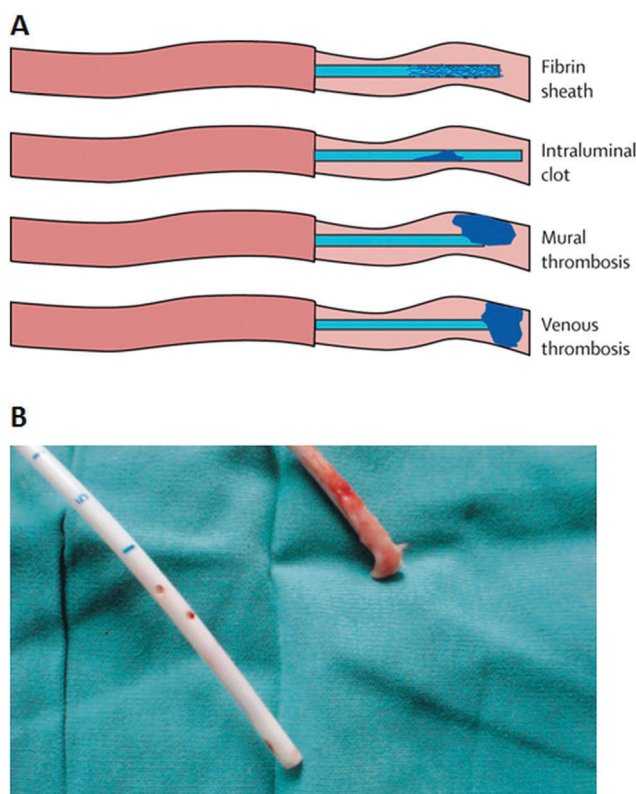 A
Fibrin
sheath
Intraluminal
clot
Mural
thrombosis
Venous
thrombosis
B
5